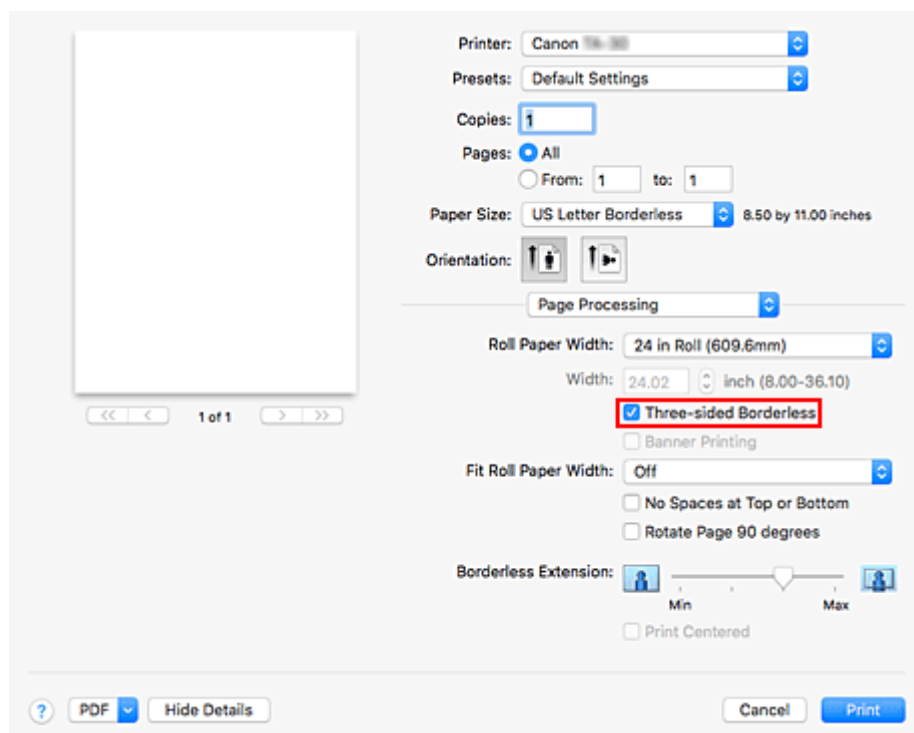 Printer: Canon
Presets: Default Settings
Copies: 1
Pages: All
From: 1 to: 1
Paper Size: US Letter Borderless 8.50 by 11.00 inches
Orientation:
Page Processing
Roll Paper Width: 24 in Roll (609.6mm)
Width: 24.02 inch (8.00-36.10)
1 of 1
Three-sided Borderless
Banner Printing
Fit Roll Paper Width: Off
No Spaces at Top or Bottom
Rotate Page 90 degrees
Borderless Extension:
Min Max
Print Centered
? PDF Hide Details Cancel Print